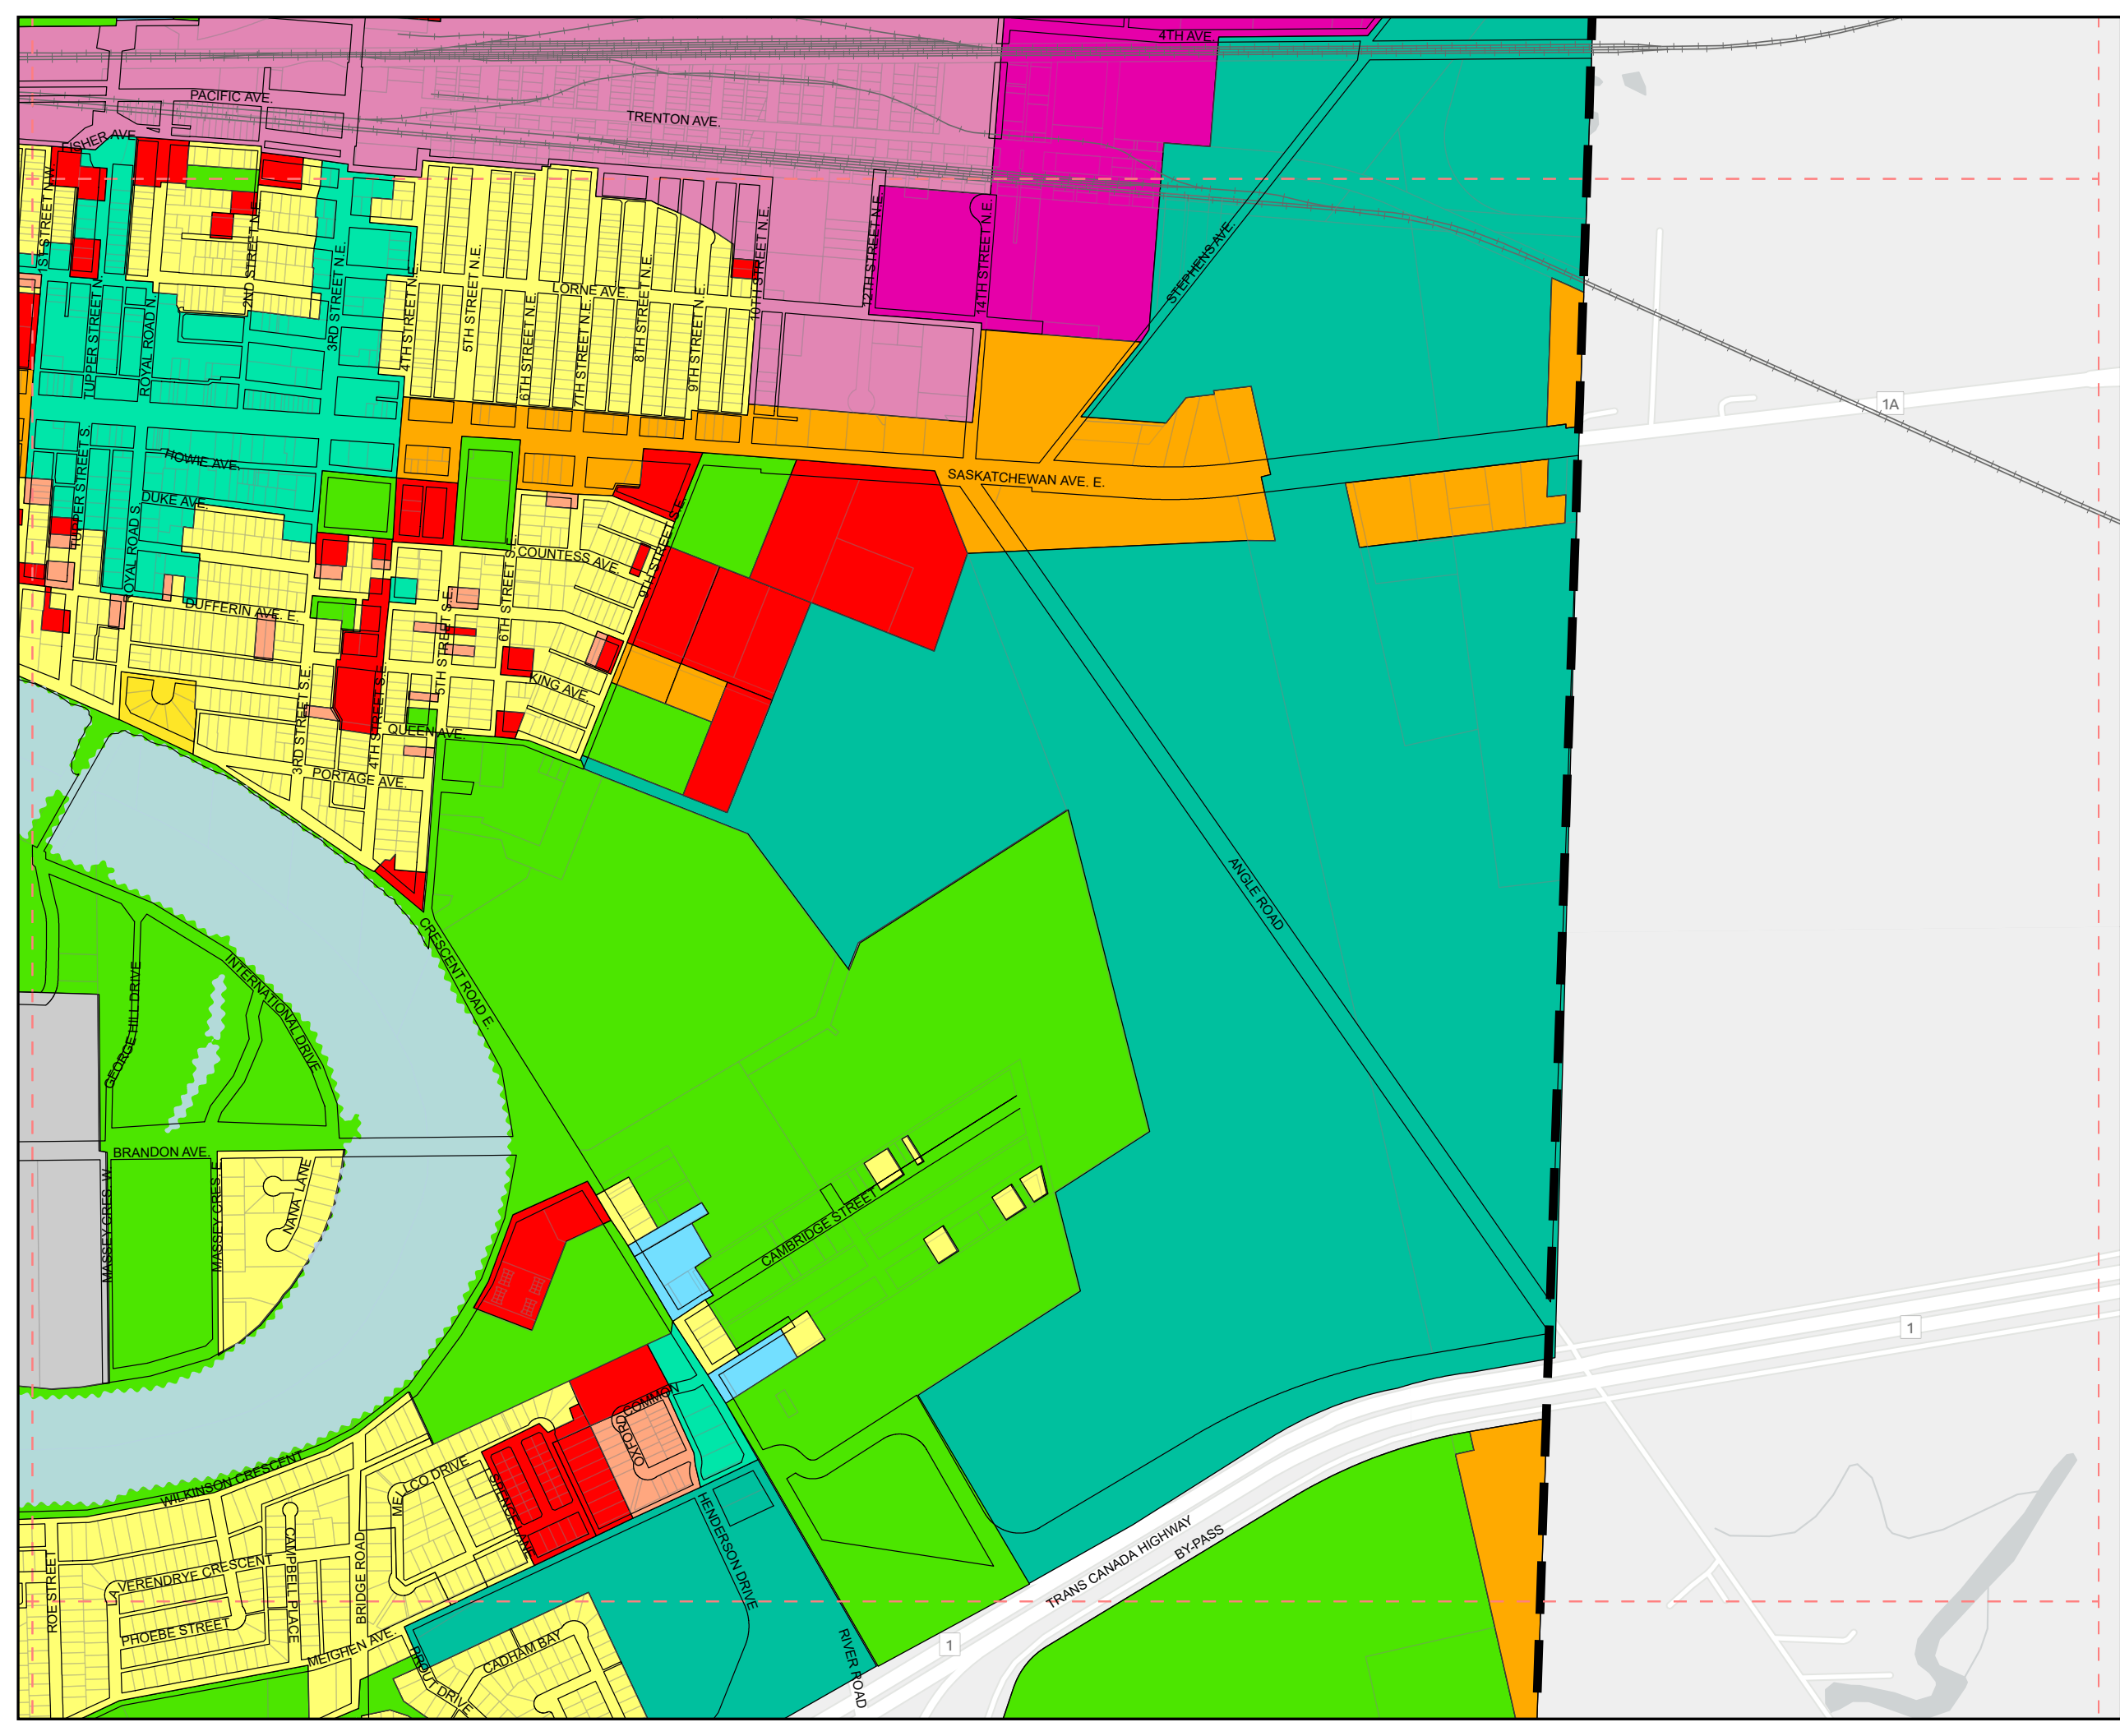 4TH AVE
PACIFIC AVE.
TRENTON AVE.
FISHER AVE.
1ST STREET N.W.
2ND STREET N.E.
3RD STREET N.E.
4TH STREET N.E.
5TH STREET N.E.
6TH STREET N.E.
7TH STREET N.E.
8TH STREET N.E.
9TH STREET N.E.
10TH STREET N.E.
12TH STREET N.E.
14TH STREET N.E.
STEPHENS AVE.
LORNE AVE.
TUPPER STREET N.
ROYAL ROAD N.
1A
TUPPER STREET S.
HOWIE AVE.
DUKE AVE.
ROYAL ROAD S.
SASKATCHEWAN AVE. E.
COUNTESS AVE.
9TH STREET S.E.
DUFFERIN AVE. E.
5TH STREET S.E.
6TH STREET S.E.
KING AVE.
3RD STREET S.E.
4TH STREET S.E.
QUEEN AVE.
PORTAGE AVE.
ANGLE ROAD
CRESCENT ROAD E.
INTERNATIONAL DRIVE
GEORGE HILL DRIVE
BRANDON AVE.
MASSEY CRES. W
MASSEY CRES. E
NANA LANE
CAMBRIDGE STREET
1
OXFORD COMMON
WILKINSON CRESCENT
MELLCO DRIVE
SPENCE LANE
HENDERSON DRIVE
TRANS CANADA HIGHWAY
BY-PASS
ROE STREET
LAVERENDRYE CRESCENT
CAMPBELL PLACE
BRIDGE ROAD
PHOEBE STREET
MEIGHEN AVE.
PROUT DRIVE
CADHAM BAY
RIVER ROAD
1